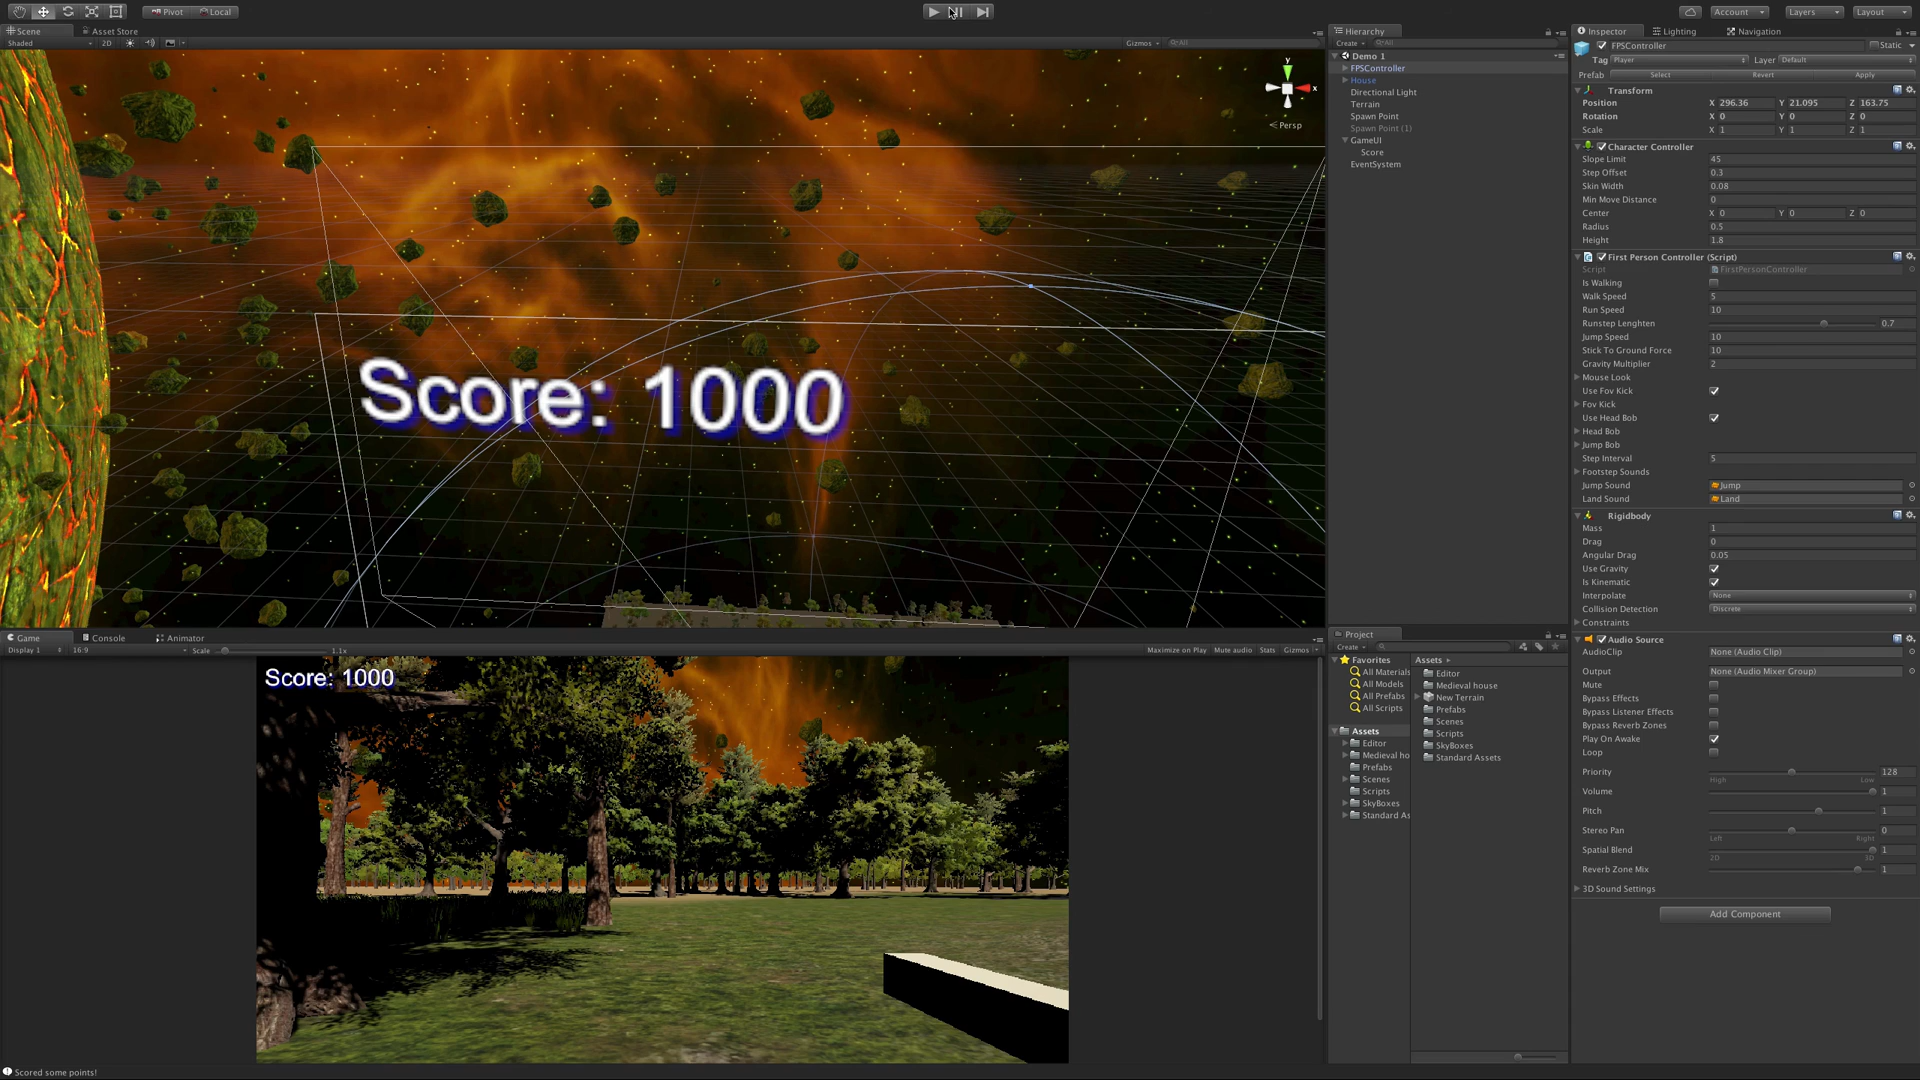 Pivot
Local
Account
Layers
Layout
Scene
Asset Store
Shaded
2D
Gizmos
All
y
x
Persp
Score: 1000
Hierarchy
Create
All
Demo 1
FPSController
House
Directional Light
Terrain
Spawn Point
Spawn Point (1)
GameUI
Score
EventSystem
Inspector
Lighting
Navigation
FPSController
Static
Tag
Player
Layer
Default
Prefab
Select
Revert
Apply
Transform
Position
X 296.36
Y 21.095
Z 163.75
Rotation
X 0
Y 0
Z 0
Scale
X 1
Y 1
Z 1
Character Controller
Slope Limit
45
Step Offset
0.3
Skin Width
0.08
Min Move Distance
0
Center
X 0
Y 0
Z 0
Radius
0.5
Height
1.8
First Person Controller (Script)
Script
FirstPersonController
Is Walking
Walk Speed
5
Run Speed
10
Runstep Lenghten
0.7
Jump Speed
10
Stick To Ground Force
10
Gravity Multiplier
2
Mouse Look
Use Fov Kick
Fov Kick
Use Head Bob
Head Bob
Jump Bob
Step Interval
5
Footstep Sounds
Jump Sound
Jump
Land Sound
Land
Rigidbody
Mass
1
Drag
0
Angular Drag
0.05
Use Gravity
Is Kinematic
Interpolate
None
Collision Detection
Discrete
Constraints
Audio Source
AudioClip
None (Audio Clip)
Output
None (Audio Mixer Group)
Mute
Bypass Effects
Bypass Listener Effects
Bypass Reverb Zones
Play On Awake
Loop
Priority
128
High
Low
Volume
1
Pitch
1
Stereo Pan
0
Left
Right
Spatial Blend
1
2D
3D
Reverb Zone Mix
1
3D Sound Settings
Add Component
Game
Console
Animator
Display 1
16:9
Scale
1.1x
Maximize on Play
Mute audio
Stats
Gizmos
Score: 1000
Project
Create
Favorites
All Materials
All Models
All Prefabs
All Scripts
Assets
Editor
Medieval ho
Prefabs
Scenes
Scripts
SkyBoxes
Standard As
Assets
Editor
Medieval house
New Terrain
Prefabs
Scenes
Scripts
SkyBoxes
Standard Assets
Scored some points!